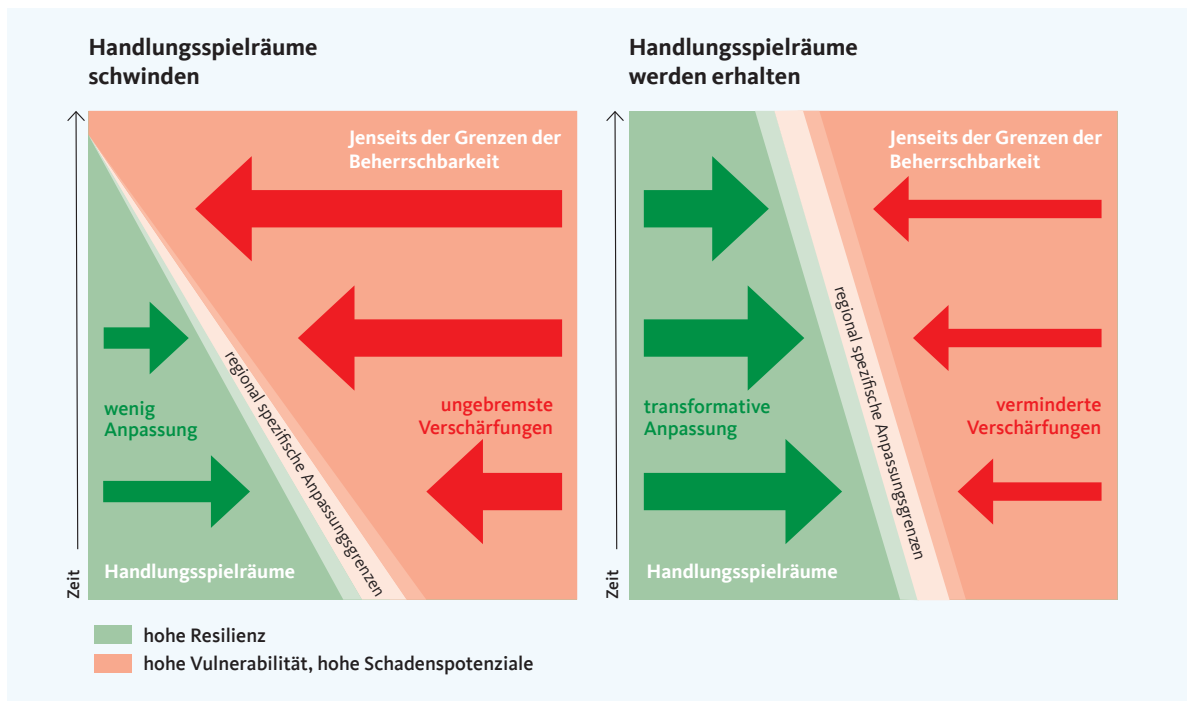 Handlungsspielräume
schwinden
Zeit
Jenseits der Grenzen der
Beherrschbarkeit
wenig
Anpassung
regional spezifische Anpassungsgrenzen
ungebremste
Verschärfungen
Handlungsspielräume
Handlungsspielräume
werden erhalten
Zeit
Jenseits der Grenzen der
Beherrschbarkeit
transformative
Anpassung
regional spezifische Anpassungsgrenzen
verminderte
Verschärfungen
Handlungsspielräume
hohe Resilienz
hohe Vulnerabilität, hohe Schadenspotenziale